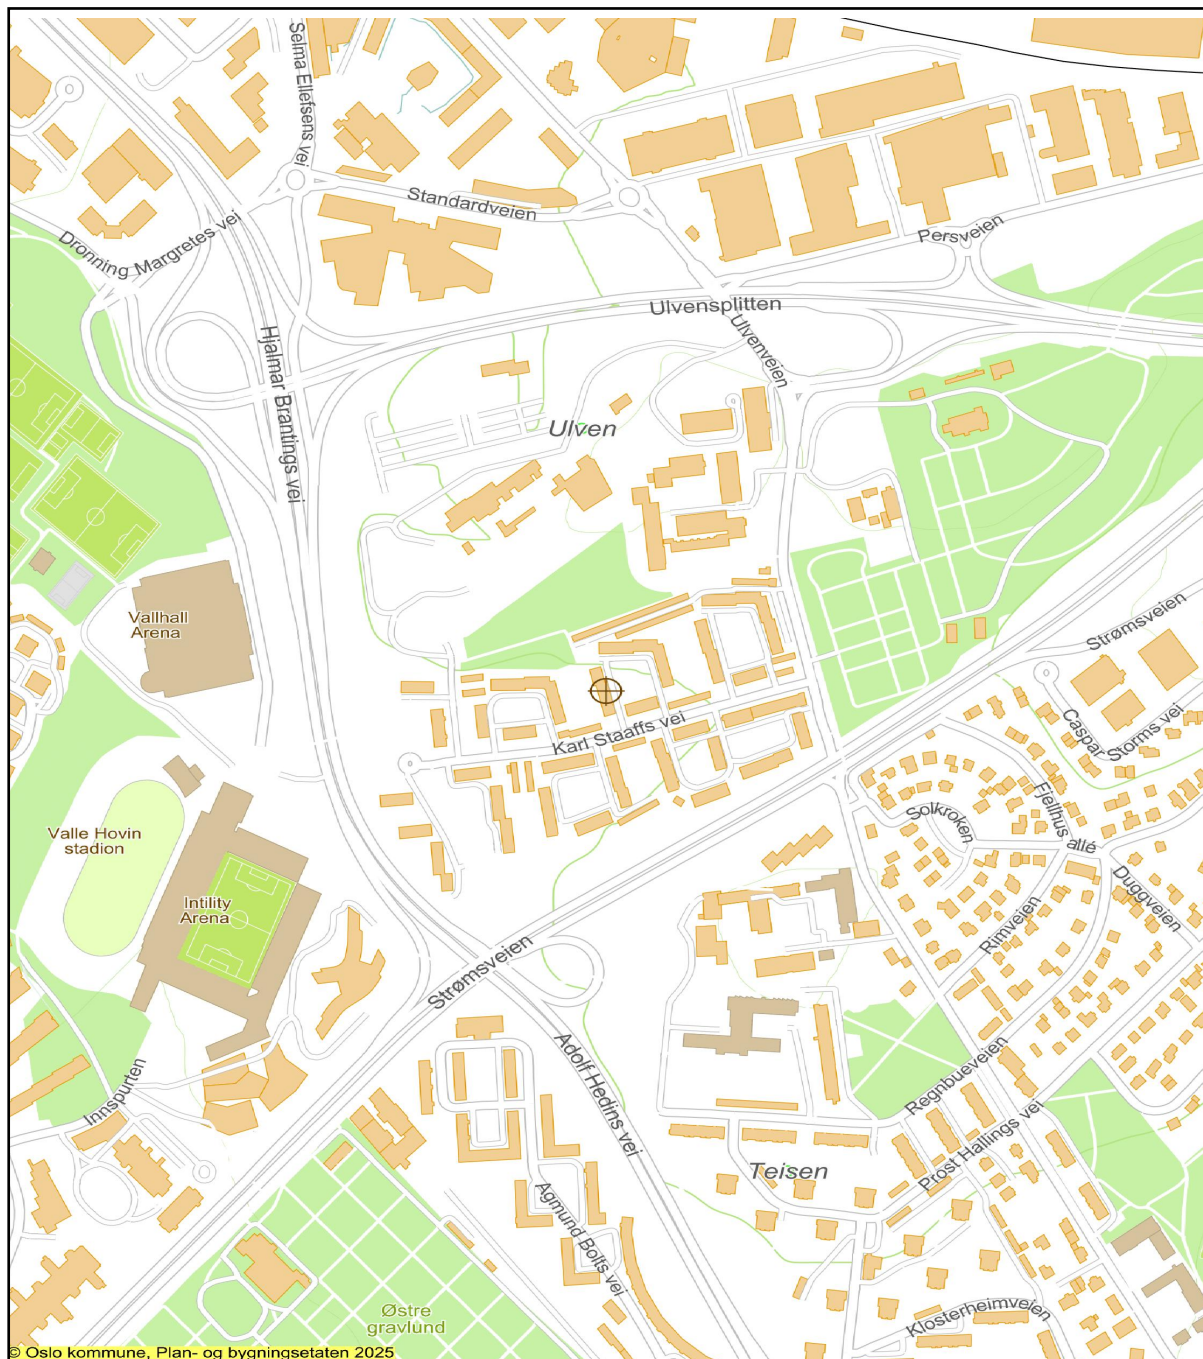 Selma Ellefsens vei
Standardveien
Dronning Margretes vei
Persveien
Ulvensplitten
Ulvenveien
Hjalmar Brantings vei
Ulven
Vallhall
Arena
Strømsveien
Karl Staaffs vei
Caspar Storms vei
Fjellhus allé
Solkroken
Valle Hovin
stadion
Intility
Arena
Duggveien
Rimveien
Strømsveien
Adolf Hedins vei
Regnbueveien
Innspurten
Prost Hallings vei
Teisen
Agmund Bolts vei
Østre
gravlund
Klosterheimveien
© Oslo kommune, Plan- og bygningsetaten 2025